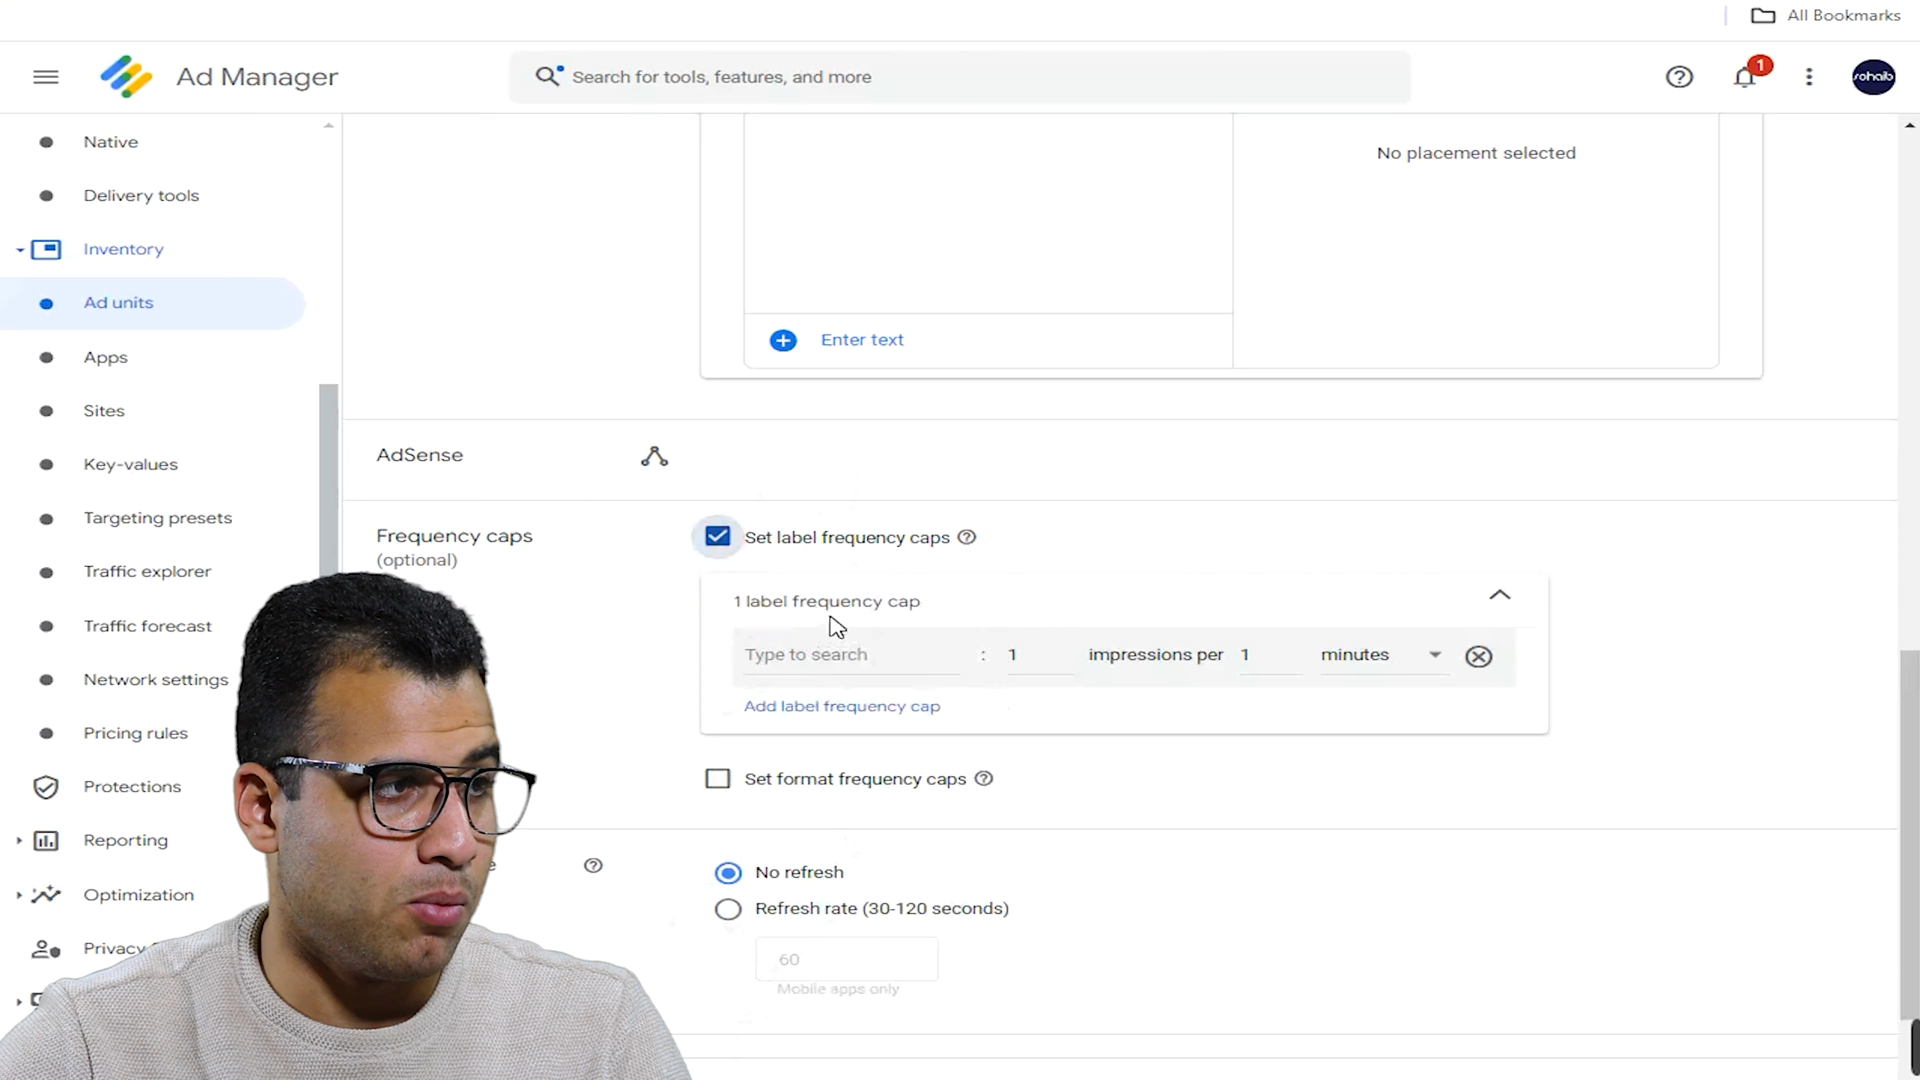 All Bookmarks
Ad Manager
Search for tools, features, and more
1
sohaib
Native
Delivery tools
Inventory
Ad units
Apps
Sites
Key-values
Targeting presets
Traffic explorer
Traffic forecast
Network settings
Pricing rules
Protections
Reporting
Optimization
Privacy
No placement selected
Enter text
AdSense
Frequency caps
(optional)
Set label frequency caps
1 label frequency cap
Type to search : 1 impressions per 1 minutes
Add label frequency cap
Set format frequency caps
No refresh
Refresh rate (30-120 seconds)
60
Mobile apps only